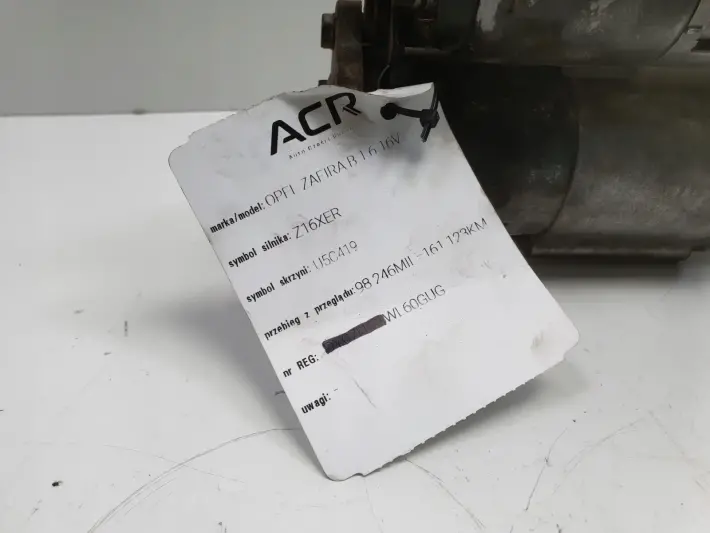 ACR
marka/model: OPEL ZAFIRA B 1.6 16V
symbol silnika: Z16XER
symbol skrzyni: U5C419
przebieg z przeglądu: 98 246MIL -161 123KM
nr REG: WL60GUG
uwagi: -